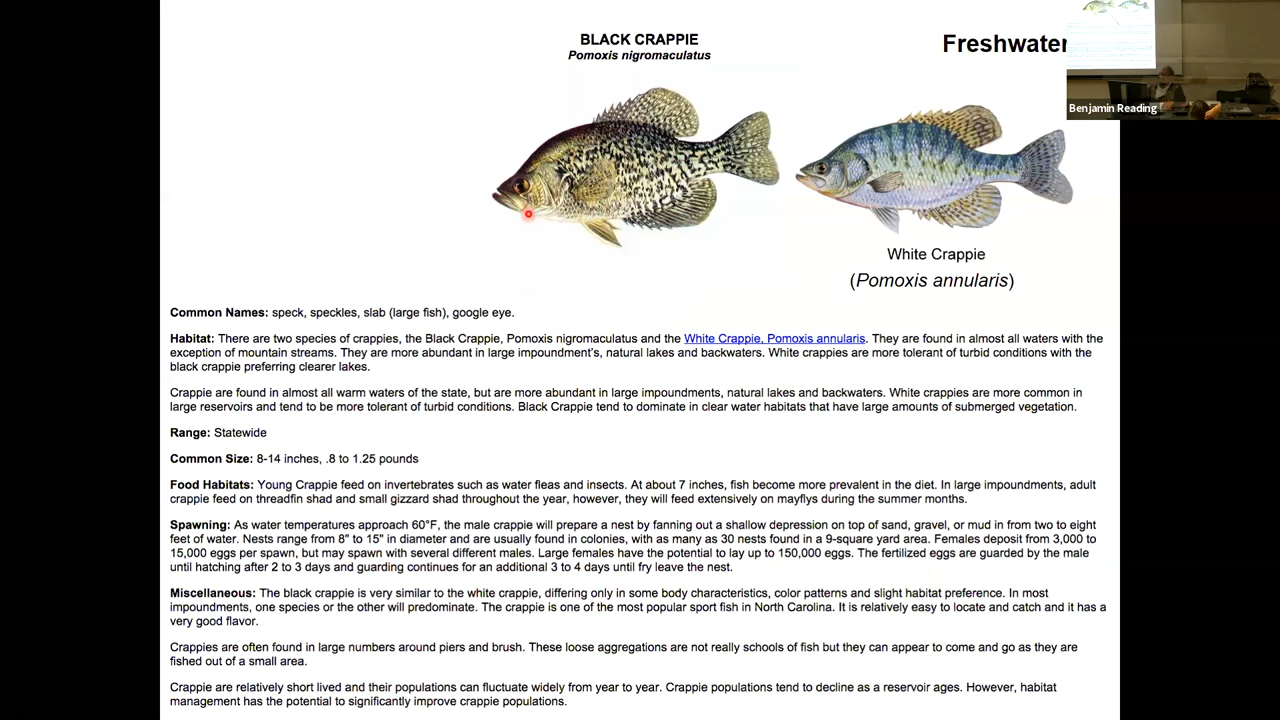 BLACK CRAPPIE
Pomoxis nigromaculatus
Freshwater
Benjamin Reading
White Crappie
(Pomoxis annularis)
Common Names: speck, speckles, slab (large fish), google eye.
Habitat: There are two species of crappies, the Black Crappie, Pomoxis nigromaculatus and the White Crappie, Pomoxis annularis. They are found in almost all waters with the
exception of mountain streams. They are more abundant in large impoundment's, natural lakes and backwaters. White crappies are more tolerant of turbid conditions with the
black crappie preferring clearer lakes.
Crappie are found in almost all warm waters of the state, but are more abundant in large impoundments, natural lakes and backwaters. White crappies are more common in
large reservoirs and tend to be more tolerant of turbid conditions. Black Crappie tend to dominate in clear water habitats that have large amounts of submerged vegetation.
Range: Statewide
Common Size: 8-14 inches, .8 to 1.25 pounds
Food Habitats: Young Crappie feed on invertebrates such as water fleas and insects. At about 7 inches, fish become more prevalent in the diet. In large impoundments, adult
crappie feed on threadfin shad and small gizzard shad throughout the year, however, they will feed extensively on mayflys during the summer months.
Spawning: As water temperatures approach 60°F, the male crappie will prepare a nest by fanning out a shallow depression on top of sand, gravel, or mud in from two to eight
feet of water. Nests range from 8" to 15" in diameter and are usually found in colonies, with as many as 30 nests found in a 9-square yard area. Females deposit from 3,000 to
15,000 eggs per spawn, but may spawn with several different males. Large females have the potential to lay up to 150,000 eggs. The fertilized eggs are guarded by the male
until hatching after 2 to 3 days and guarding continues for an additional 3 to 4 days until fry leave the nest.
Miscellaneous: The black crappie is very similar to the white crappie, differing only in some body characteristics, color patterns and slight habitat preference. In most
impoundments, one species or the other will predominate. The crappie is one of the most popular sport fish in North Carolina. It is relatively easy to locate and catch and it has a
very good flavor.
Crappies are often found in large numbers around piers and brush. These loose aggregations are not really schools of fish but they can appear to come and go as they are
fished out of a small area.
Crappie are relatively short lived and their populations can fluctuate widely from year to year. Crappie populations tend to decline as a reservoir ages. However, habitat
management has the potential to significantly improve crappie populations.